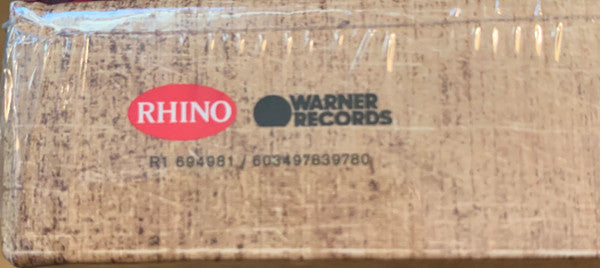 RHINO
WARNER
RECORDS
R1 694981 / 603497839780